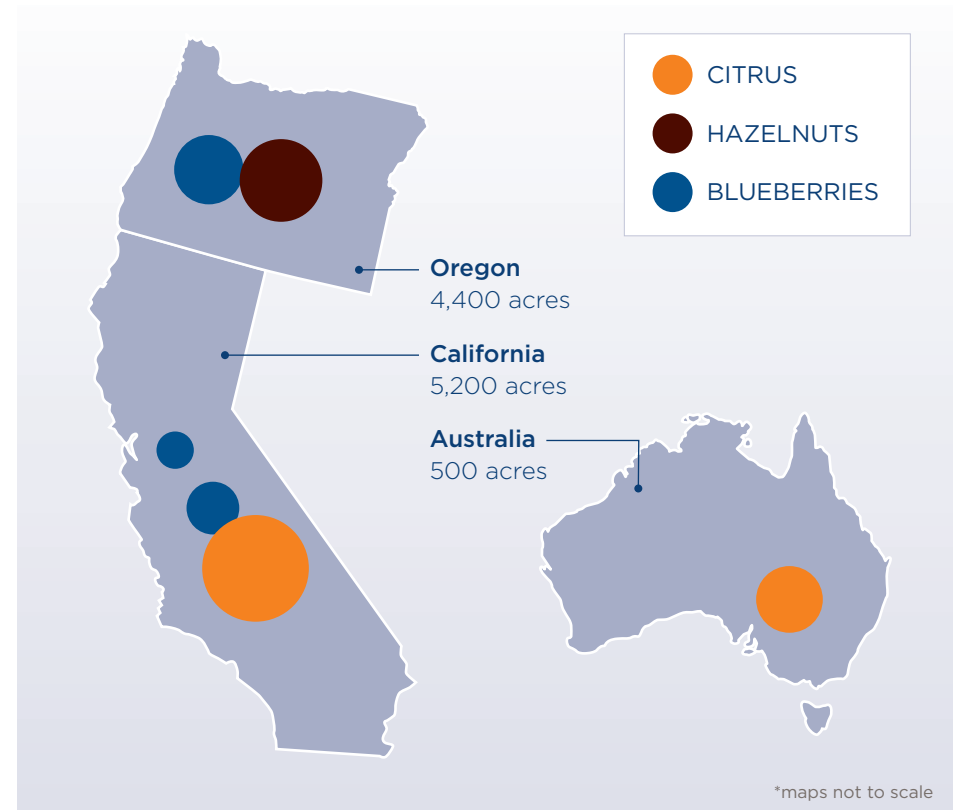 CITRUS
HAZELNUTS
BLUEBERRIES
Oregon
4,400 acres
California
5,200 acres
Australia
500 acres
*maps not to scale